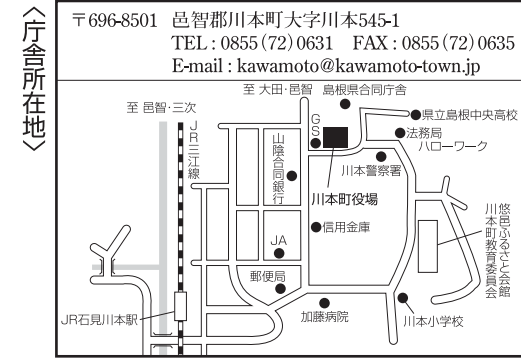 〈庁舎所在地〉
〒696-8501 邑智郡川本町大字川本545-1
TEL : 0855(72)0631 FAX : 0855(72)0635
E-mail : kawamoto@kawamoto-town.jp
至 大田・邑智
島根県合同庁舎
至 邑智・三次
県立島根中央高校
GS
法務局
ハローワーク
JR三江線
山陰合同銀行
川本警察署
川本町役場
悠邑ふるさと会館
川本町教育委員会
信用金庫
JA
郵便局
JR石見川本駅
加藤病院
川本小学校